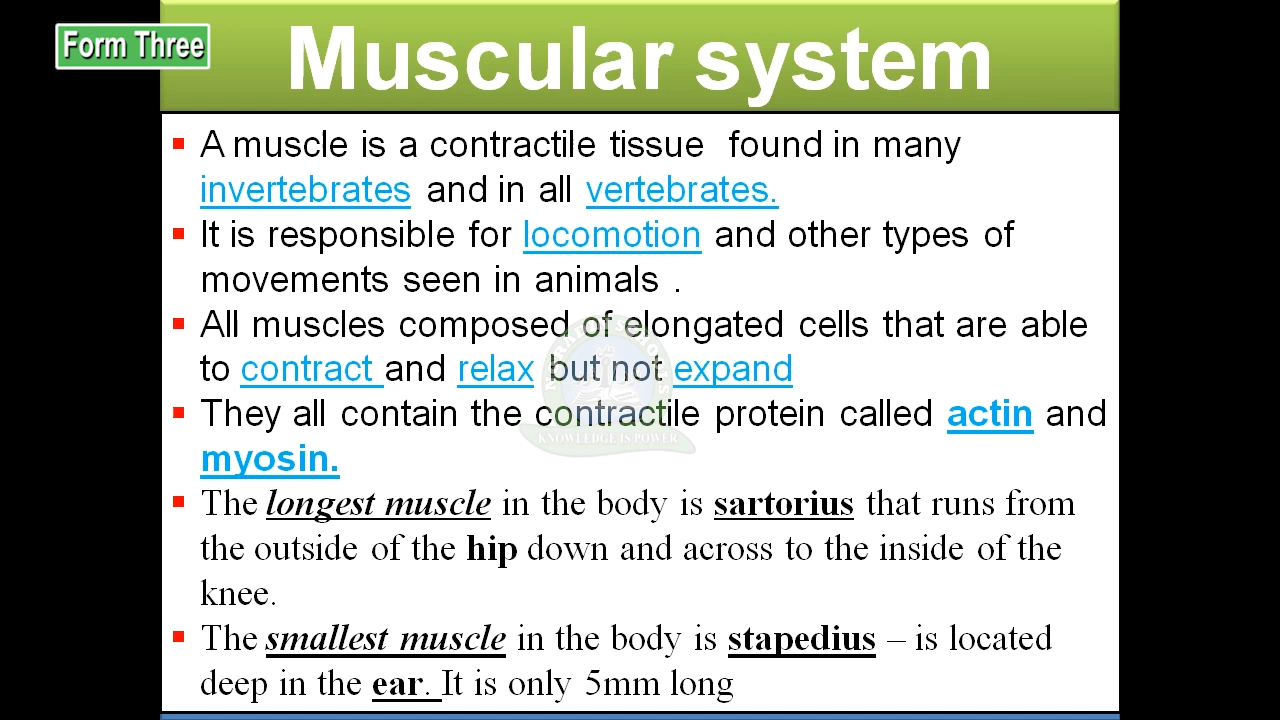 Form Three
Muscular system
▪ A muscle is a contractile tissue found in many
invertebrates and in all vertebrates.
▪ It is responsible for locomotion and other types of
movements seen in animals .
▪ All muscles composed of elongated cells that are able
to contract and relax but not expand
▪ They all contain the contractile protein called actin and
myosin.
▪ The longest muscle in the body is sartorius that runs from
the outside of the hip down and across to the inside of the
knee.
▪ The smallest muscle in the body is stapedius – is located
deep in the ear. It is only 5mm long
KNOWLEDGE IS POWER